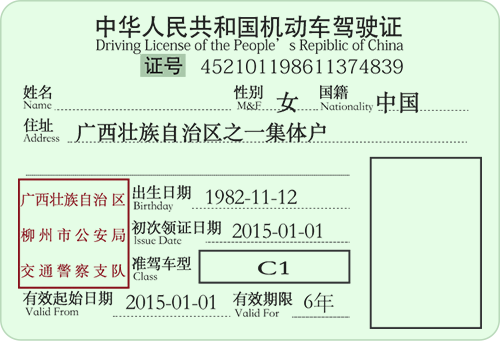 中华人民共和国机动车驾驶证
Driving License of the People's Repiblic of China
证号 452101198611374839
姓名 性别 女 国籍 中国
Name M&F. Nationality
住址 广西壮族自治区之一集体户
Address
广西壮族自治区
柳州市公安局
交通警察支队
出生日期 1982-11-12
Birthday
初次领证日期 2015-01-01
Issue Date
准驾车型 C1
Class
有效起始日期 2015-01-01 有效期限 6年
Valid From Valid For